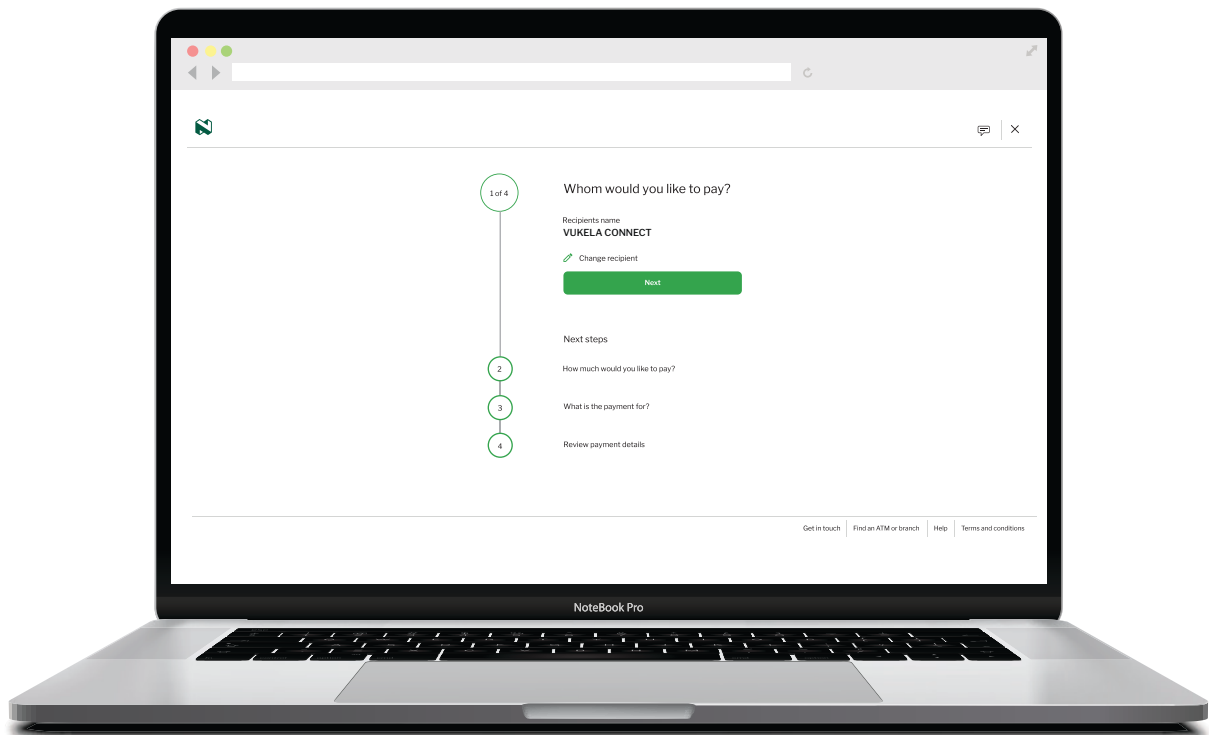 1 of 4
Whom would you like to pay?
Recipients name
VUKELA CONNECT
Change recipient
Next
Next steps
2
How much would you like to pay?
3
What is the payment for?
4
Review payment details
Get in touch
Find an ATM or branch
Help
Terms and conditions
NoteBook Pro